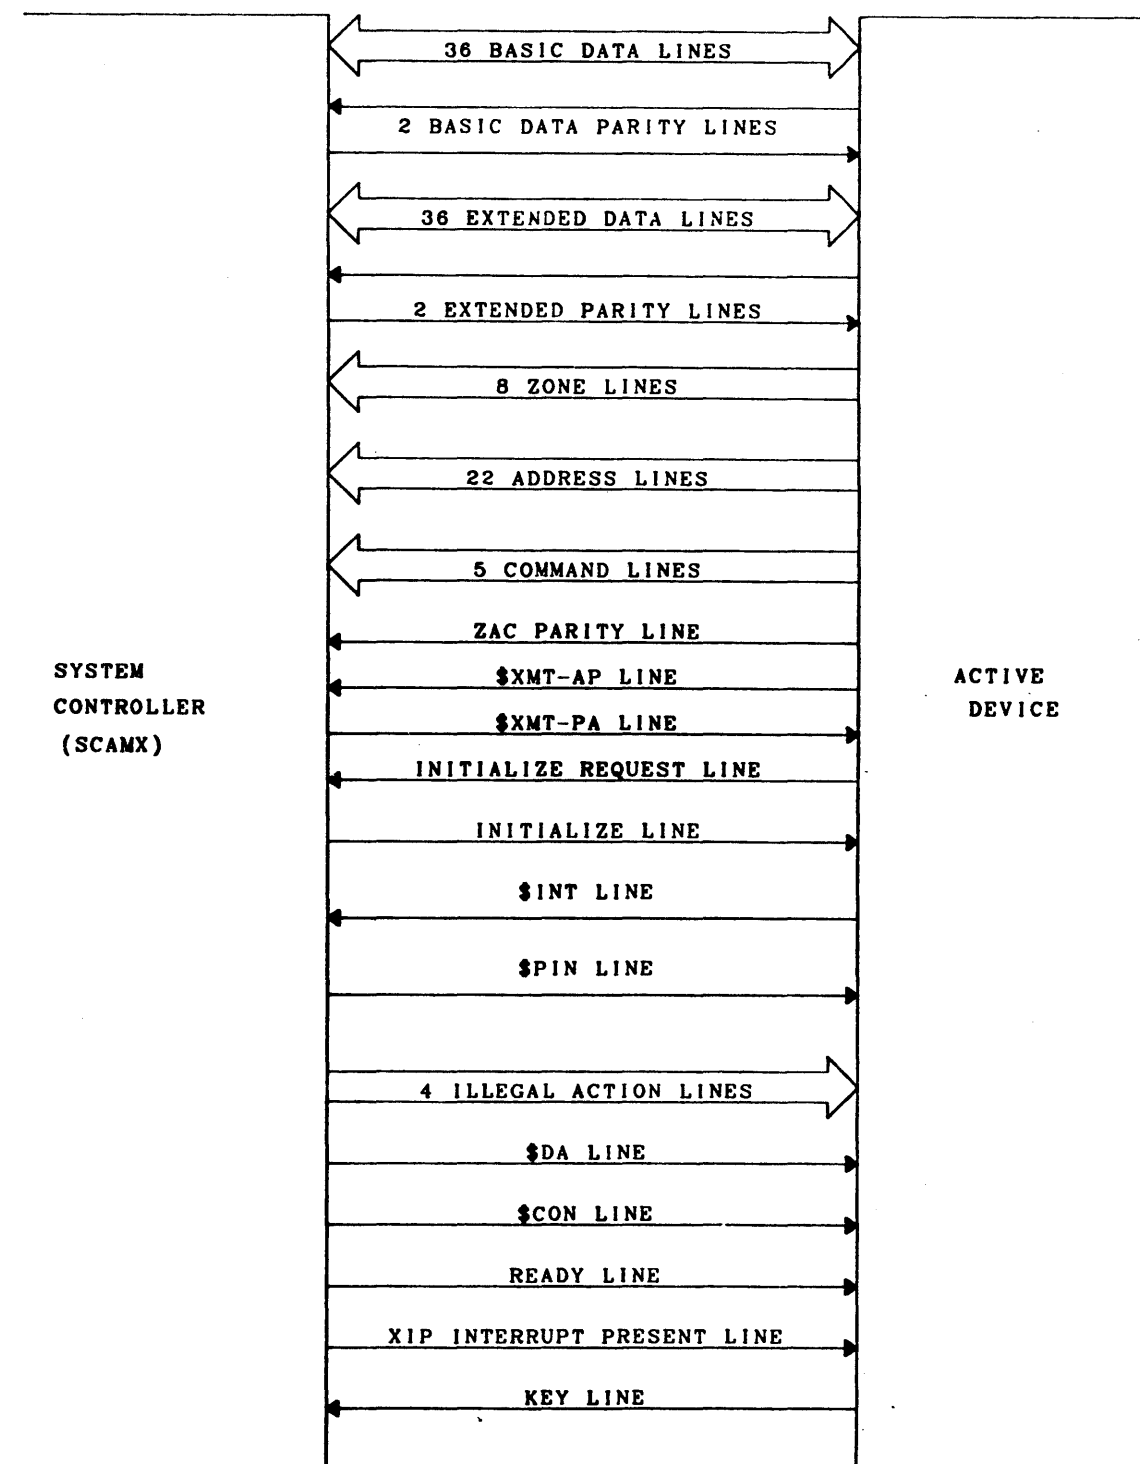 36 BASIC DATA LINES
2 BASIC DATA PARITY LINES
36 EXTENDED DATA LINES
2 EXTENDED PARITY LINES
8 ZONE LINES
22 ADDRESS LINES
5 COMMAND LINES
ZAC PARITY LINE
SYSTEM
CONTROLLER
(SCAMX)
$XMT-AP LINE
$XMT-PA LINE
ACTIVE
DEVICE
INITIALIZE REQUEST LINE
INITIALIZE LINE
$INT LINE
$PIN LINE
4 ILLEGAL ACTION LINES
$DA LINE
$CON LINE
READY LINE
XIP INTERRUPT PRESENT LINE
KEY LINE